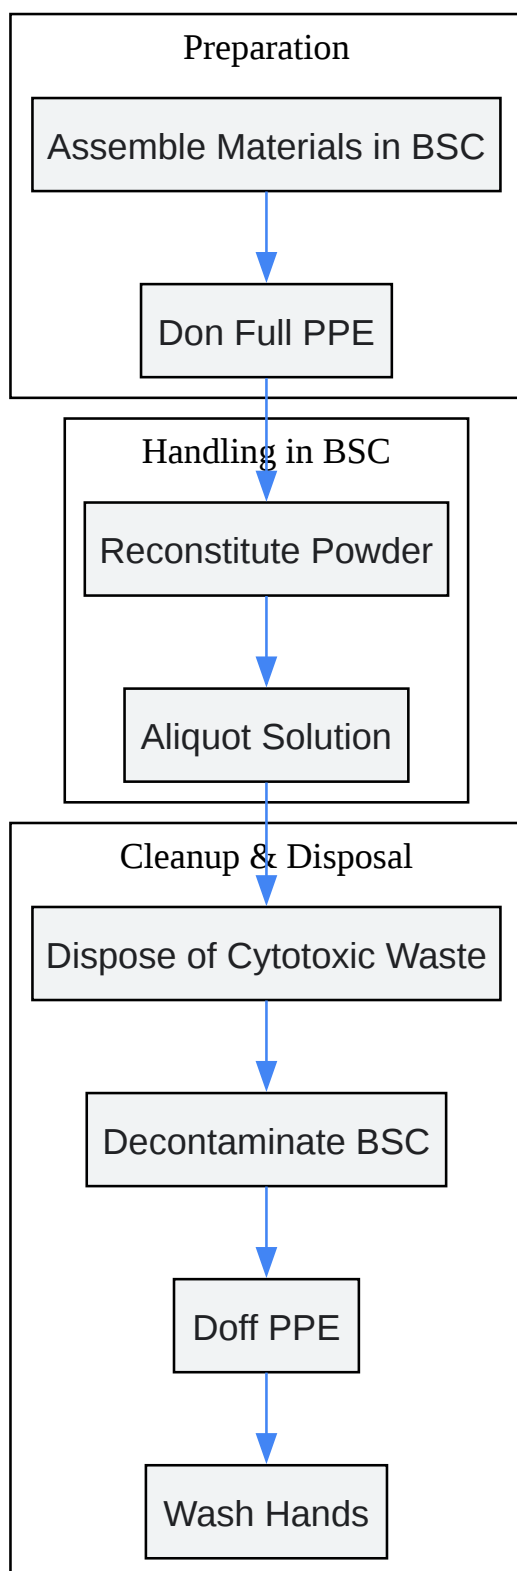 Preparation
Assemble Materials in BSC
Don Full PPE
Handling in BSC
Reconstitute Powder
Aliquot Solution
Cleanup & Disposal
Dispose of Cytotoxic Waste
Decontaminate BSC
Doff PPE
Wash Hands